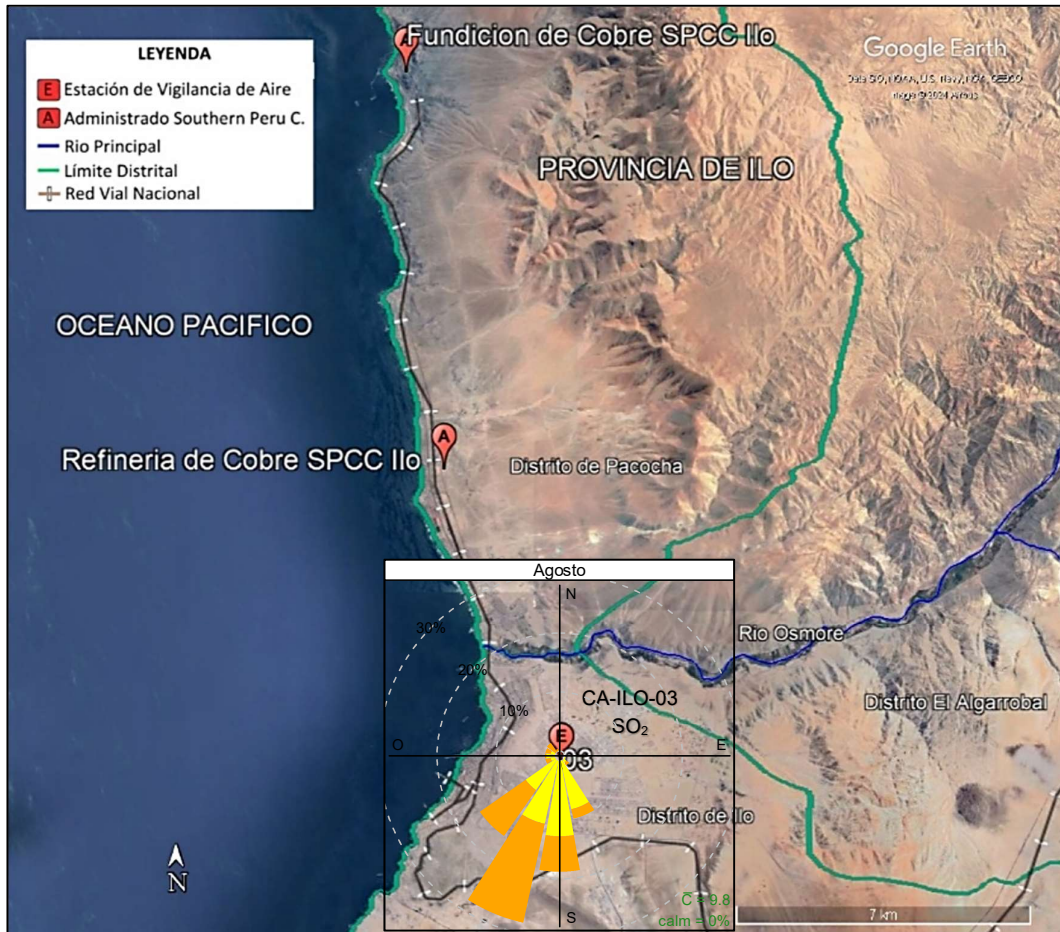 LEYENDA
E Estación de Vigilancia de Aire
A Administrado Southern Peru C.
Rio Principal
Límite Distrital
Red Vial Nacional
A
Fundicion de Cobre SPCC Ilo
Google Earth
PROVINCIA DE ILO
OCEANO PACIFICO
A
Refineria de Cobre SPCC Ilo
Distrito de Pacocha
Agosto
N
30%
20%
10%
Rio Osmore
CA-ILO-03
SO₂
Distrito El Algarrobal
E
O
E
03
Distrito de Ilo
N
C̅ = 9.8
calm = 0%
S
7 km